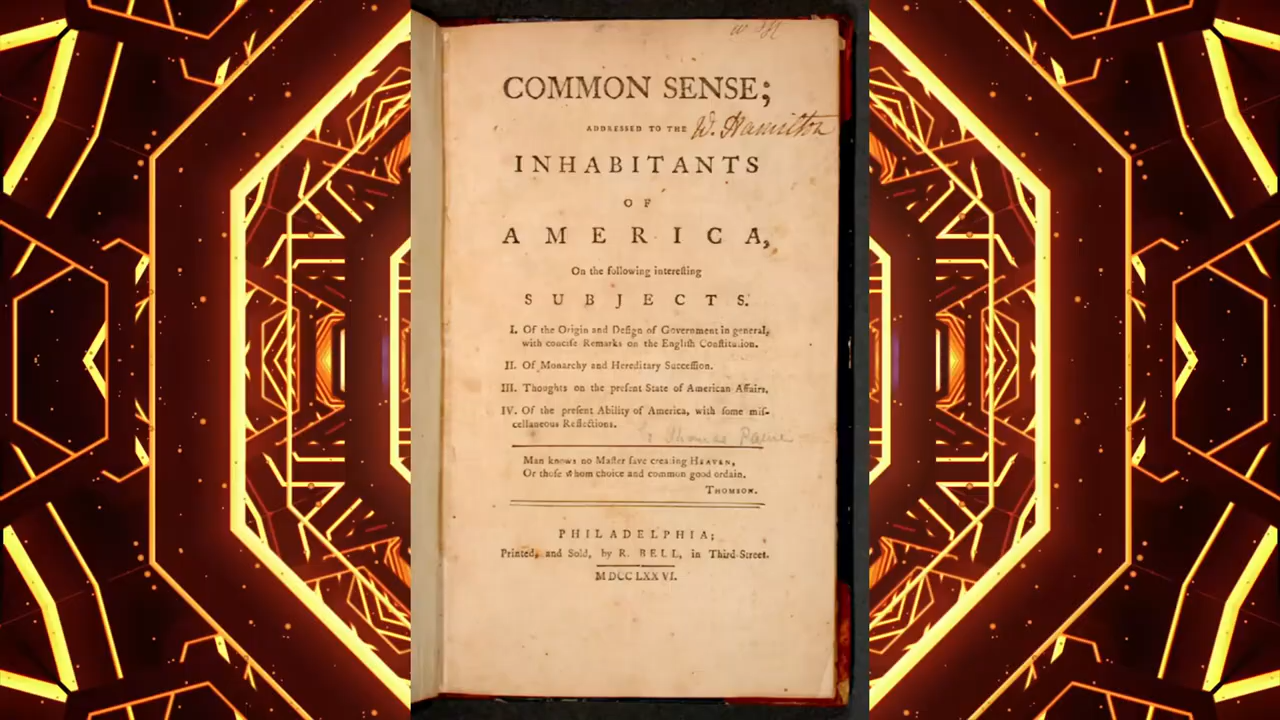 COMMON SENSE;
ADDRESSED TO THE W. Hamilton
INHABITANTS
OF
AMERICA,
On the following intereſting
SUBJECTS.
I. Of the Origin and Deſign of Government in general,
with conciſe Remarks on the Engliſh Conſtitution.
II. Of Monarchy and Hereditary Succeſſion.
III. Thoughts on the preſent State of American Affairs.
IV. Of the preſent Ability of America, with ſome miſ-
cellaneous Reflections.
Thomas Paine
Man knows no Maſter ſave creating HEAVEN,
Or thoſe whom choice and common good ordain.
THOMSON.
PHILADELPHIA;
Printed, and Sold, by R. BELL, in Third-Street.
MDCCLXXVI.